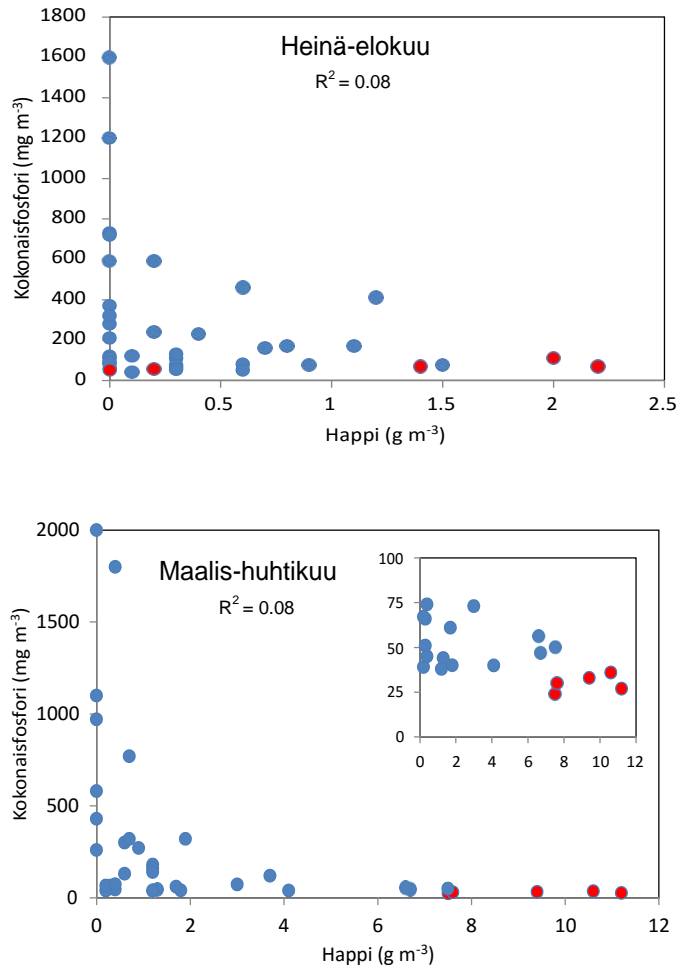 Heinä-elokuu
R² = 0.08
Kokonaisfosfori (mg m⁻³)
1800
1600
1400
1200
1000
800
600
400
200
0
0 0.5 1 1.5 2 2.5
Happi (g m⁻³)
Maalis-huhtikuu
R² = 0.08
Kokonaisfosfori (mg m⁻³)
2000
1500
1000
500
0
0 2 4 6 8 10 12
Happi (g m⁻³)
100
75
50
25
0
0 2 4 6 8 10 12